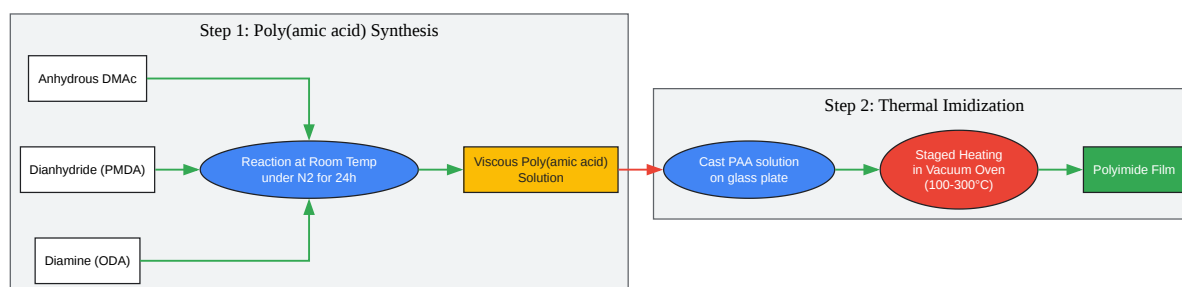 Step 1: Poly(amic acid) Synthesis
Anhydrous DMAc
Dianhydride (PMDA)
Diamine (ODA)
Reaction at Room Temp
under N2 for 24h
Viscous Poly(amic acid)
Solution
Step 2: Thermal Imidization
Cast PAA solution
on glass plate
Staged Heating
in Vacuum Oven
(100-300°C)
Polyimide Film